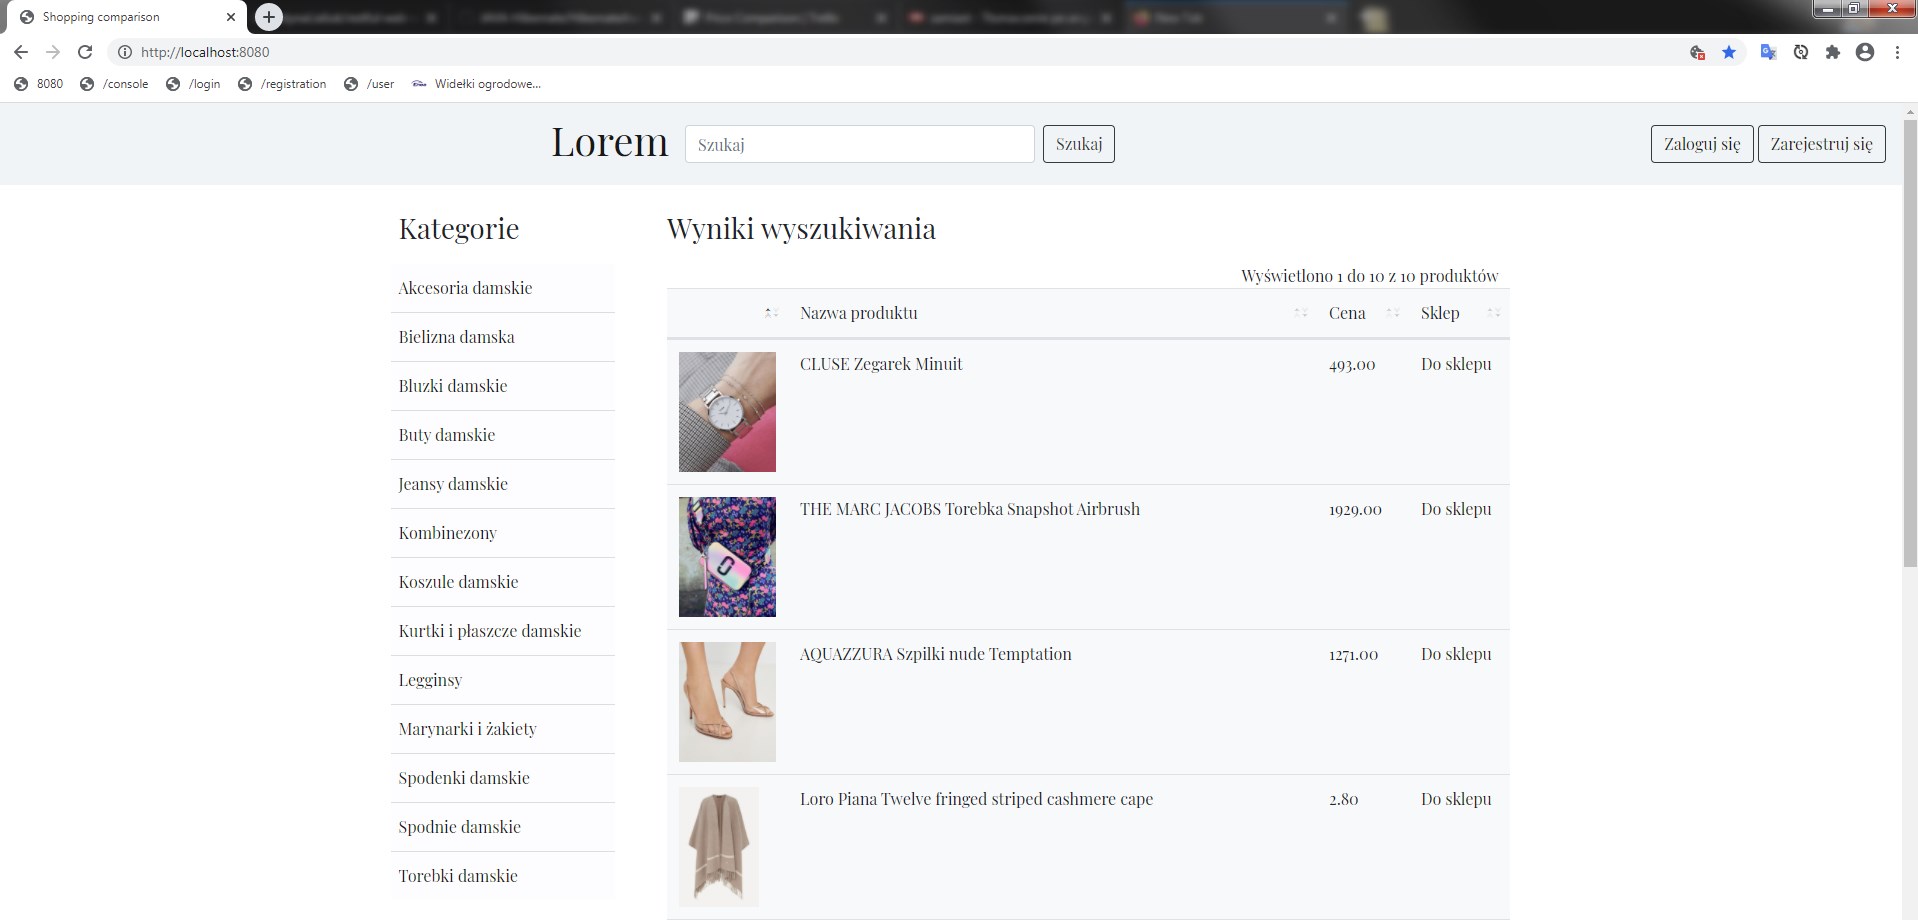 Shopping comparison
http://localhost:8080
8080 /console /login /registration /user Widełki ogrodowe...
Lorem Szukaj Szukaj Zaloguj się Zarejestruj się
Kategorie
Akcesoria damskie
Bielizna damska
Bluzki damskie
Buty damskie
Jeansy damskie
Kombinezony
Koszule damskie
Kurtki i płaszcze damskie
Legginsy
Marynarki i żakiety
Spodenki damskie
Spodnie damskie
Torebki damskie
Wyniki wyszukiwania
Wyświetlono 1 do 10 z 10 produktów
Nazwa produktu Cena Sklep
CLUSE Zegarek Minuit 493.00 Do sklepu
THE MARC JACOBS Torebka Snapshot Airbrush 1929.00 Do sklepu
AQUAZZURA Szpilki nude Temptation 1271.00 Do sklepu
Loro Piana Twelve fringed striped cashmere cape 2.80 Do sklepu